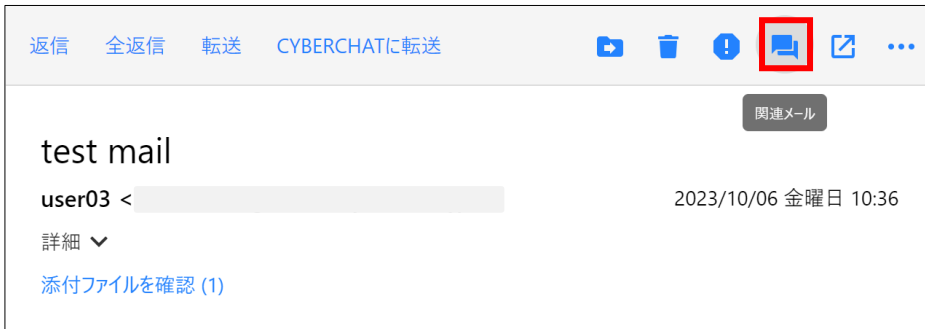 返信 全返信 転送 CYBERCHATに転送
関連メール
test mail
user03 < 2023/10/06 金曜日 10:36
詳細
添付ファイルを確認 (1)